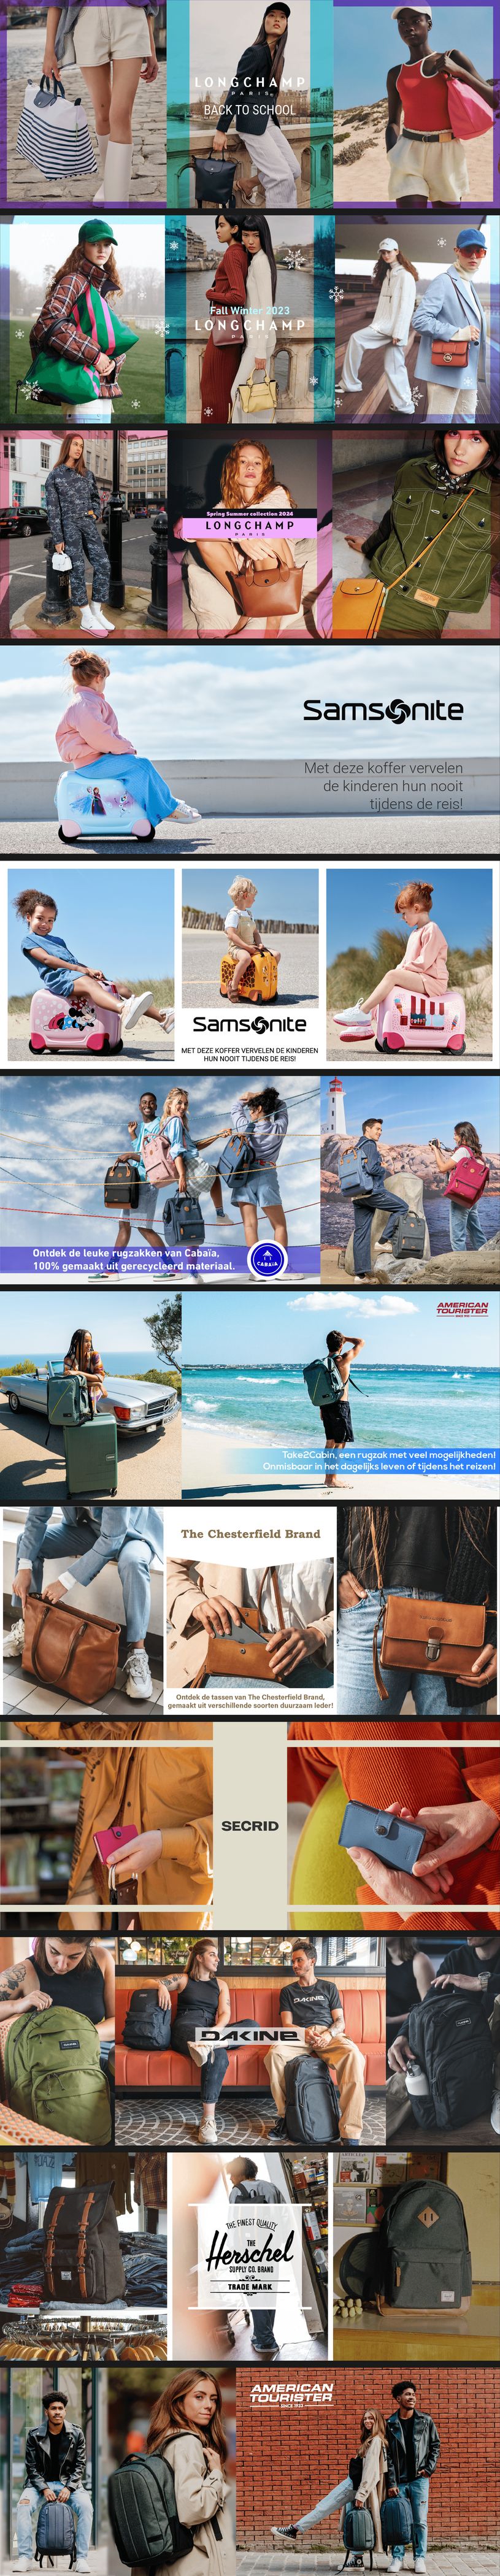 LONGCHAMP
PARIS
BACK TO SCHOOL
Fall Winter 2023
LONGCHAMP
PARIS
Spring Summer collection 2024
LONGCHAMP
PARIS
Samsonite
Met deze koffer vervelen
de kinderen hun nooit
tijdens de reis!
Samsonite
MET DEZE KOFFER VERVELEN DE KINDEREN
HUN NOOIT TIJDENS DE REIS!
Ontdek de leuke rugzakken van Cabaïa,
100% gemaakt uit gerecycleerd materiaal.
CABAÏA
AMERICAN
TOURISTER
SINCE 1933
Take2Cabin, een rugzak met veel mogelijkheden!
Onmisbaar in het dagelijks leven of tijdens het reizen!
The Chesterfield Brand
Ontdek de tassen van The Chesterfield Brand,
gemaakt uit verschillende soorten duurzaam leder!
SECRID
DAKINE
DAKINE
THE FINEST QUALITY
THE
Herschel
SUPPLY CO. BRAND
TRADE MARK
AMERICAN
TOURISTER
SINCE 1933